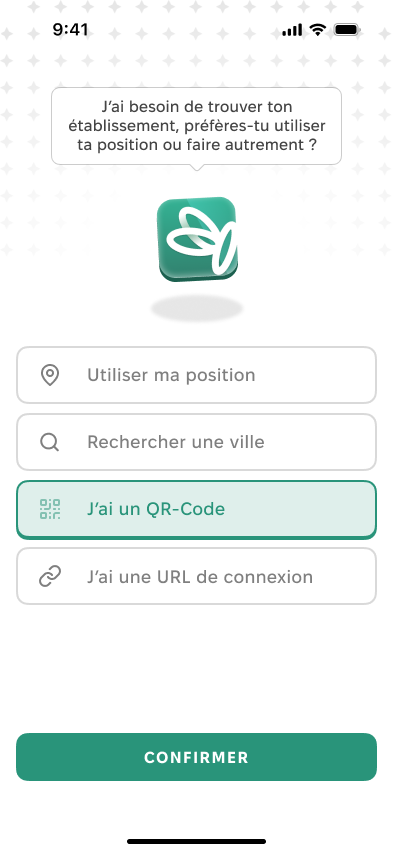 9:41
J’ai besoin de trouver ton
établissement, préfères-tu utiliser
ta position ou faire autrement ?
Utiliser ma position
Rechercher une ville
J’ai un QR-Code
J’ai une URL de connexion
CONFIRMER